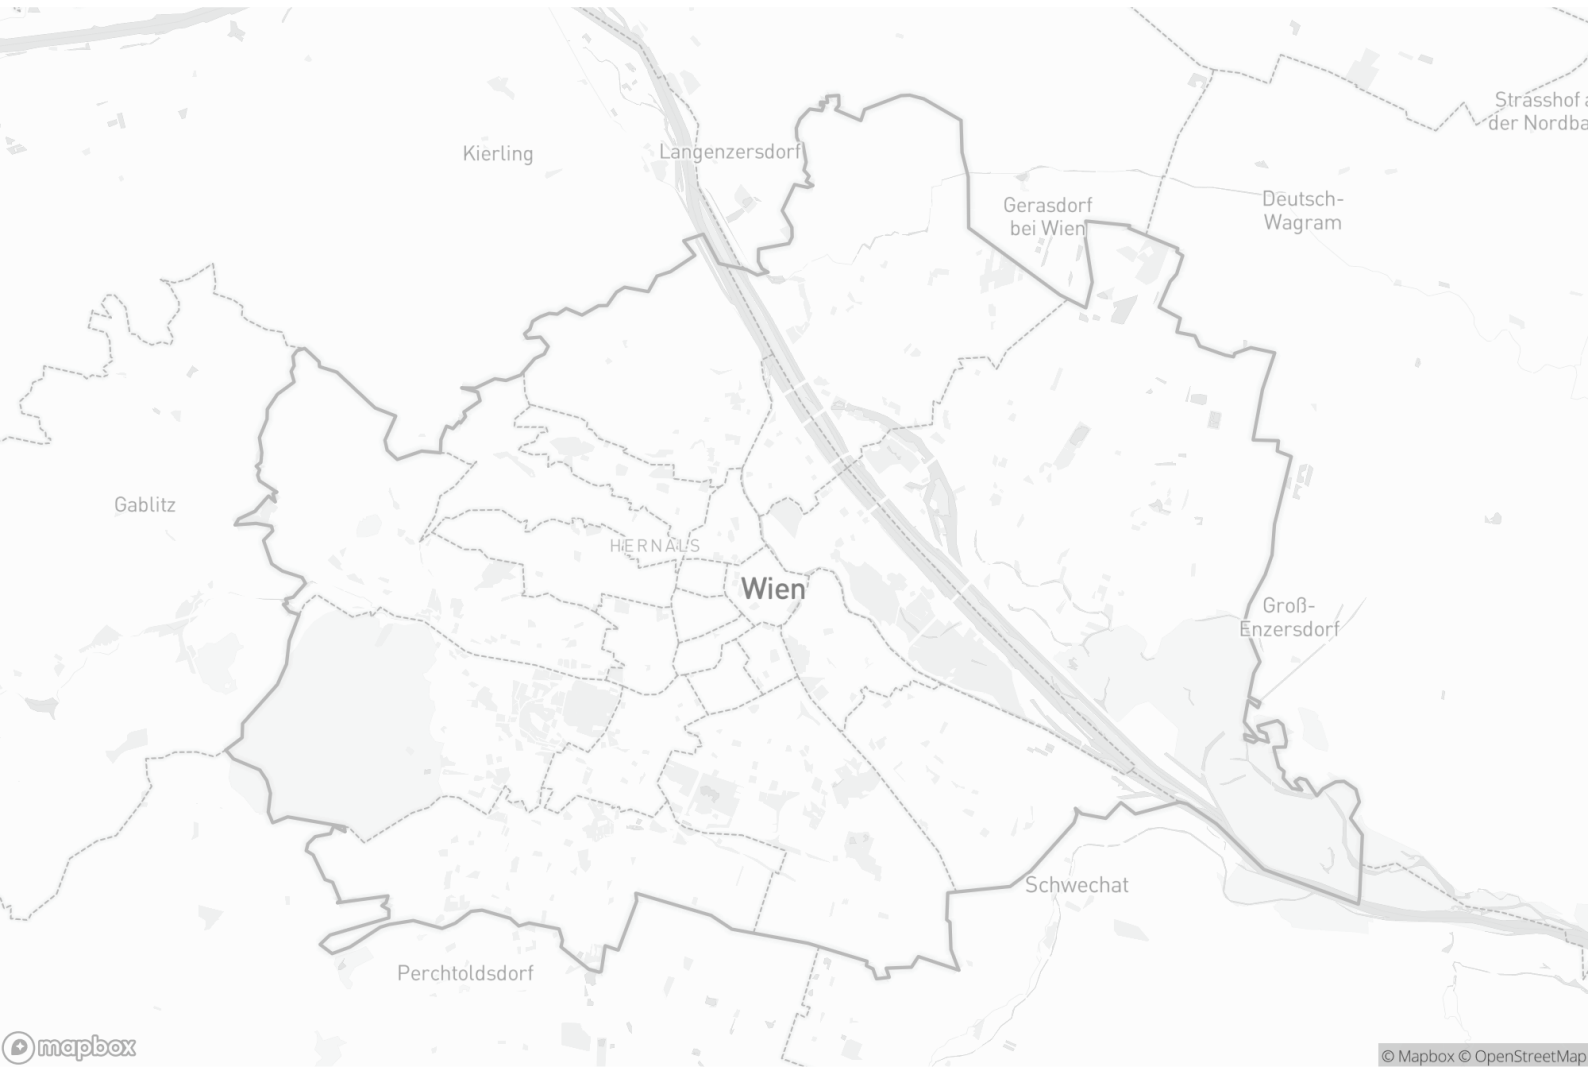 Strasshof a
der Nordba
Kierling
Langenzersdorf
Deutsch-
Wagram
Gerasdorf
bei Wien
Gablitz
HERNALS
Wien
Groß-
Enzersdorf
Schwechat
Perchtoldsdorf
mapbox
© Mapbox © OpenStreetMap